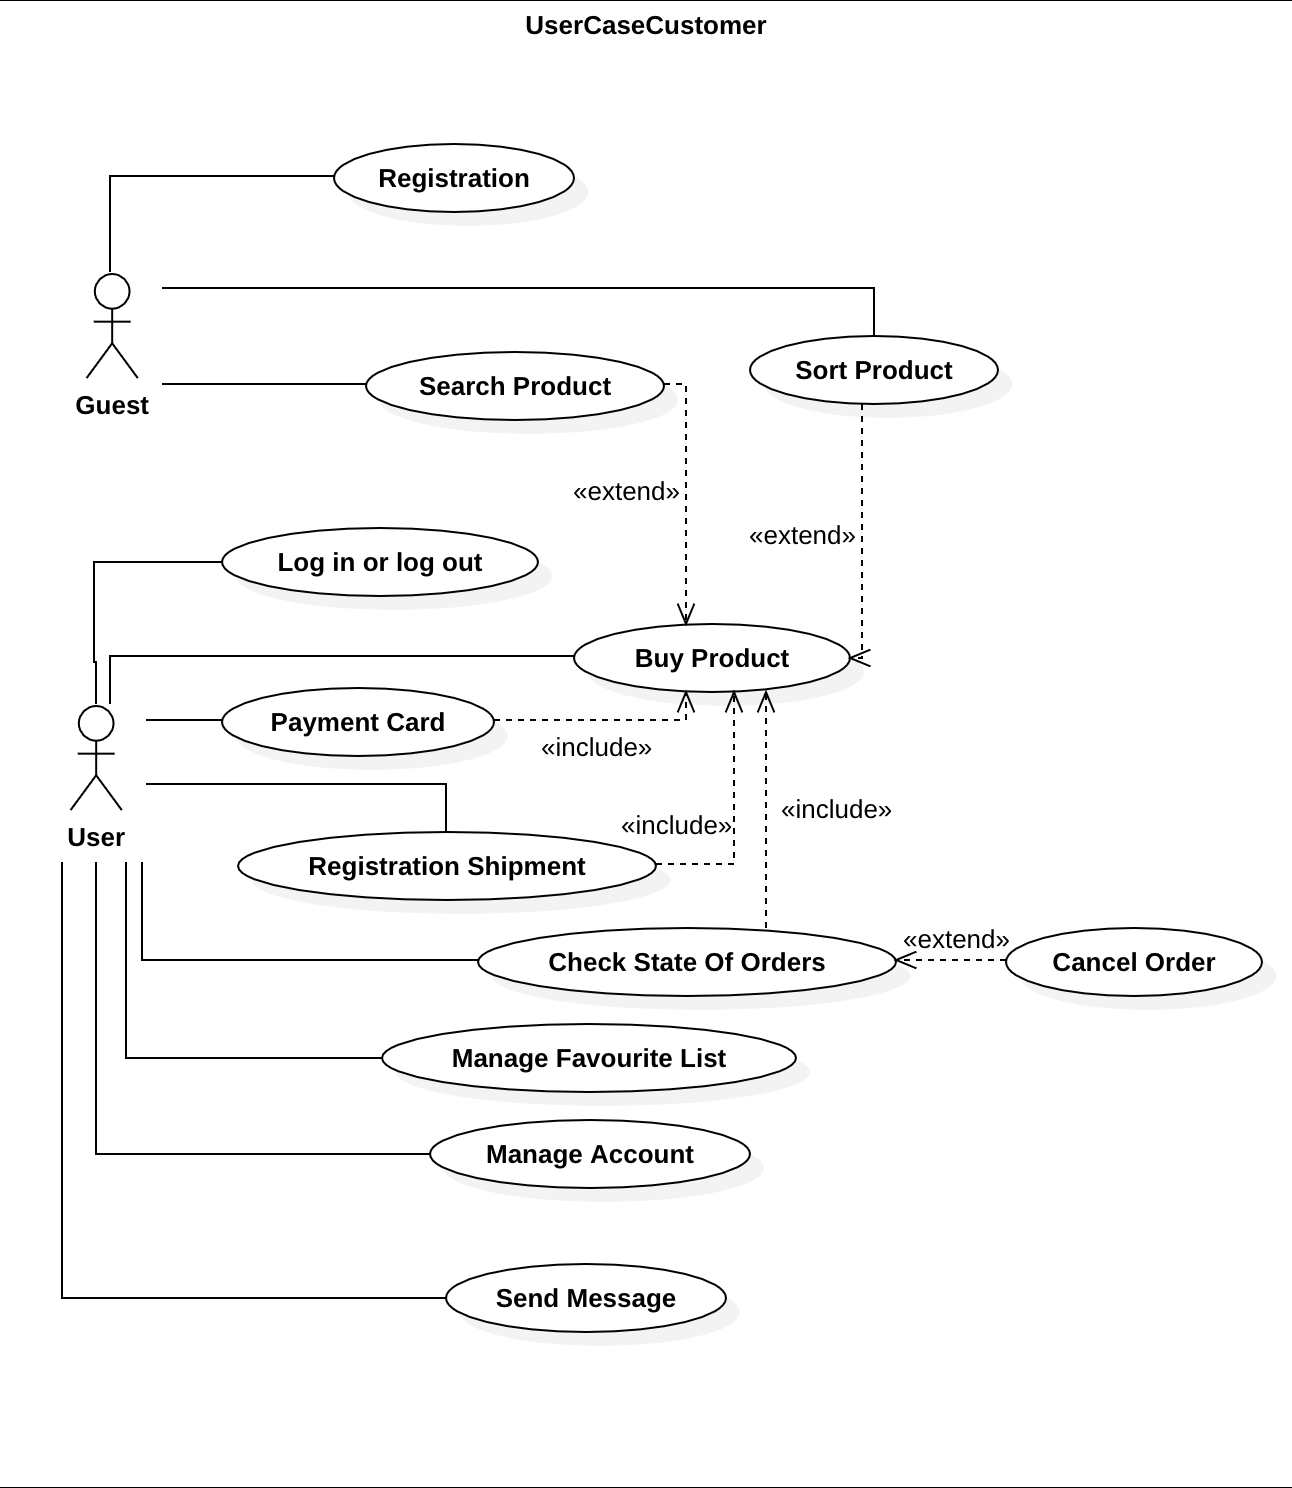 UserCaseCustomer
Registration
Sort Product
Search Product
Guest
«extend»
«extend»
Log in or log out
Buy Product
Payment Card
«include»
«include»
«include»
User
Registration Shipment
«extend»
Check State Of Orders
Cancel Order
Manage Favourite List
Manage Account
Send Message